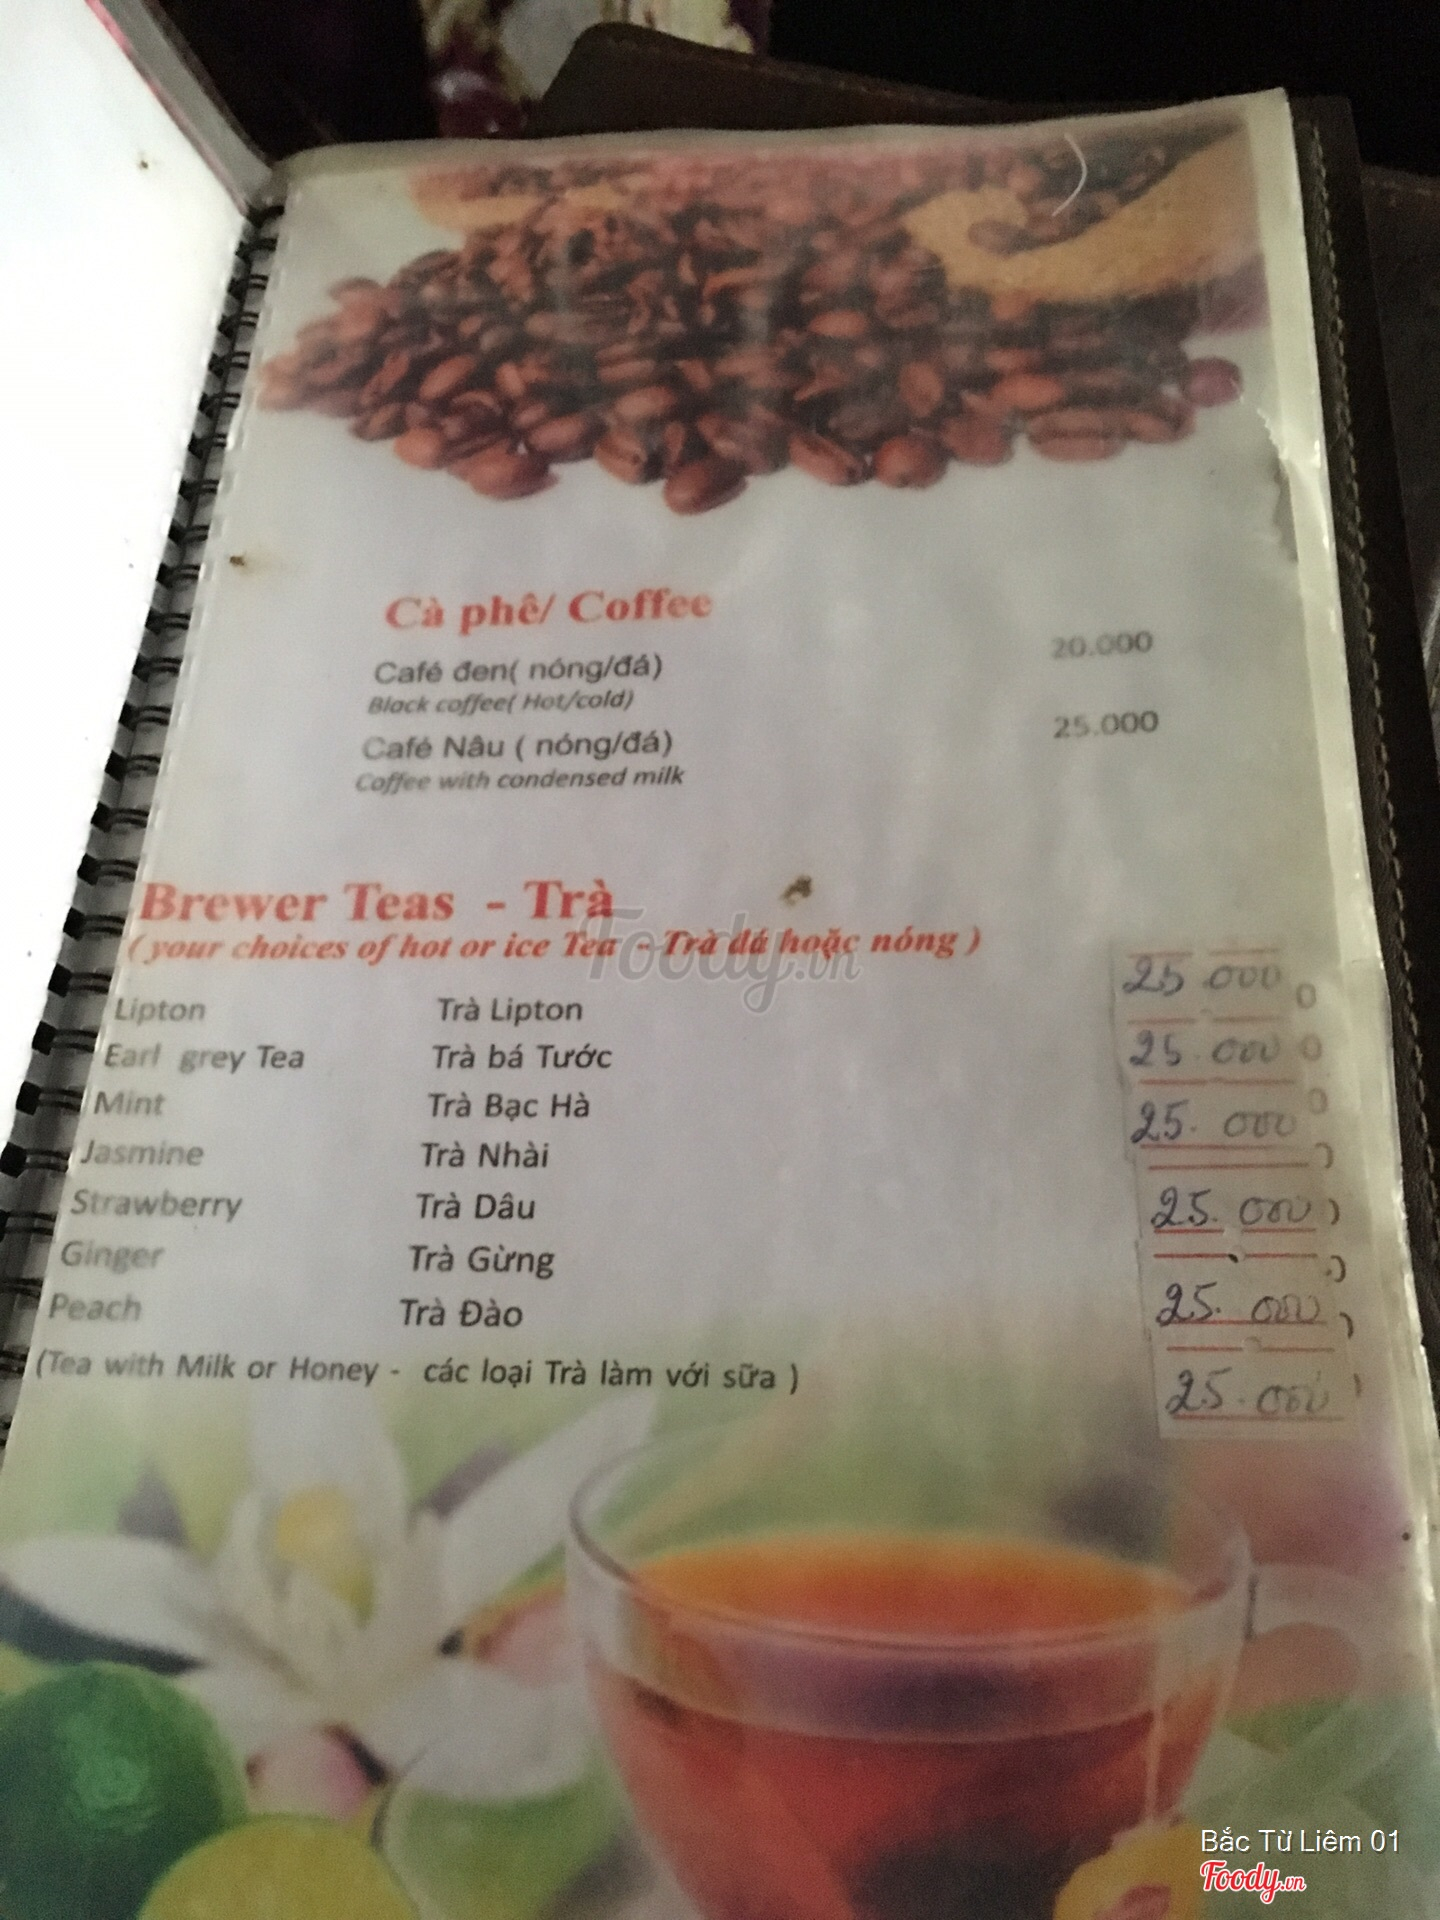 Cà phê/ Coffee
Café đen( nóng/đá) 20.000
Black coffee( Hot/cold)
Café Nâu ( nóng/đá) 25.000
Coffee with condensed milk
Brewer Teas - Trà
( your choices of hot or ice Tea - Trà đá hoặc nóng )
Foody.vn
25.000
Lipton Trà Lipton
Earl grey Tea Trà bá Tước 25.000
Mint Trà Bạc Hà 25.000
Jasmine Trà Nhài
Strawberry Trà Dâu 25.000
Ginger Trà Gừng
Peach Trà Đào 25.000
(Tea with Milk or Honey - các loại Trà làm với sữa ) 25.000
Bắc Từ Liêm 01
Foody.vn